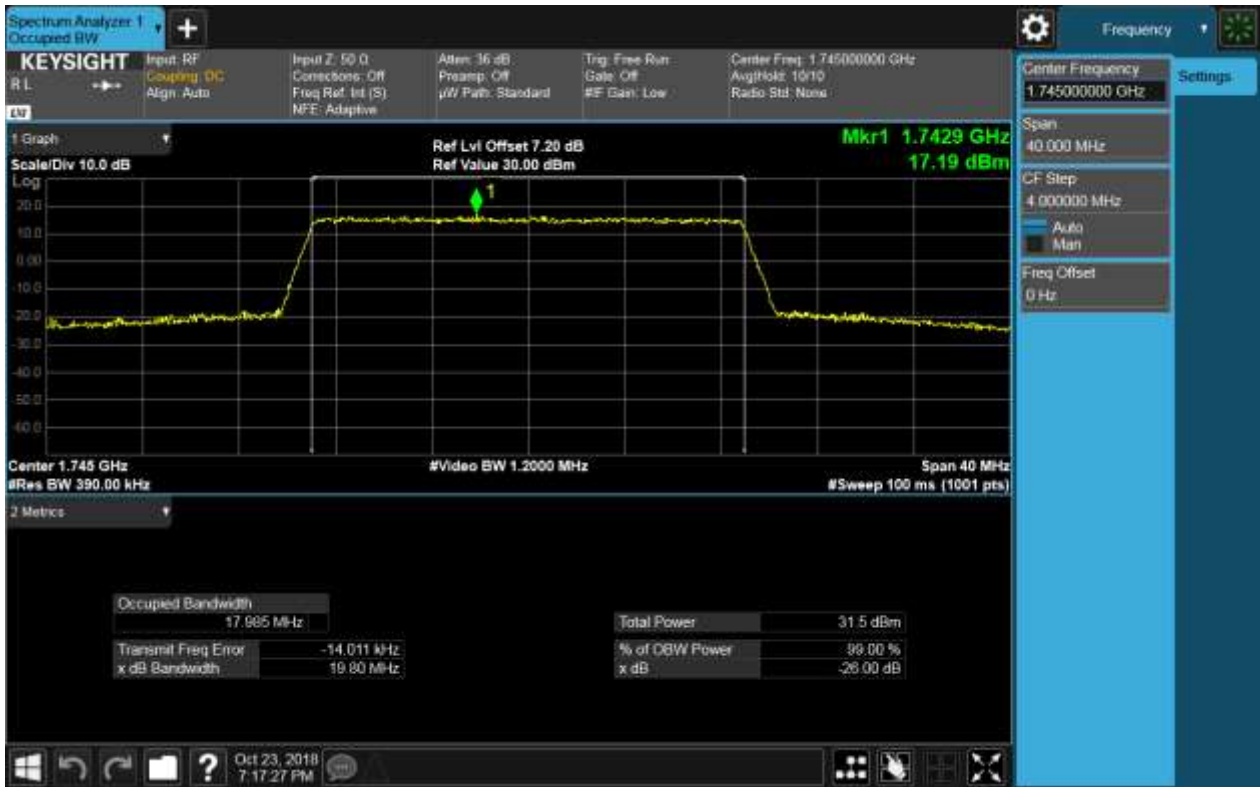 Spectrum Analyzer 1
Occupied BW
Frequency
KEYSIGHT
R L
Input: RF
Coupling: DC
Align: Auto
Input Z: 50 Ω
Corrections: Off
Freq Ref: Int (S)
NFE: Adaptive
Atten: 36 dB
Preamp: Off
µW Path: Standard
Trig: Free Run
Gate: Off
#IF Gain: Low
Center Freq: 1.745000000 GHz
Avg|Hold: 10/10
Radio Std: None
Center Frequency
1.745000000 GHz
Settings
Span
40.000 MHz
CF Step
4.000000 MHz
Auto
Man
Freq Offset
0 Hz
1 Graph
Scale/Div 10.0 dB
Ref Lvl Offset 7.20 dB
Ref Value 30.00 dBm
Mkr1 1.7429 GHz
17.19 dBm
Log
20.0
10.0
0.00
-10.0
-20.0
-30.0
-40.0
-50.0
-60.0
1
Center 1.745 GHz
#Res BW 390.00 kHz
#Video BW 1.2000 MHz
Span 40 MHz
#Sweep 100 ms (1001 pts)
2 Metrics
Occupied Bandwidth
17.985 MHz
Transmit Freq Error -14.011 kHz
x dB Bandwidth 19.80 MHz
Total Power 31.5 dBm
% of OBW Power 99.00 %
x dB -26.00 dB
Oct 23, 2018
7:17:27 PM